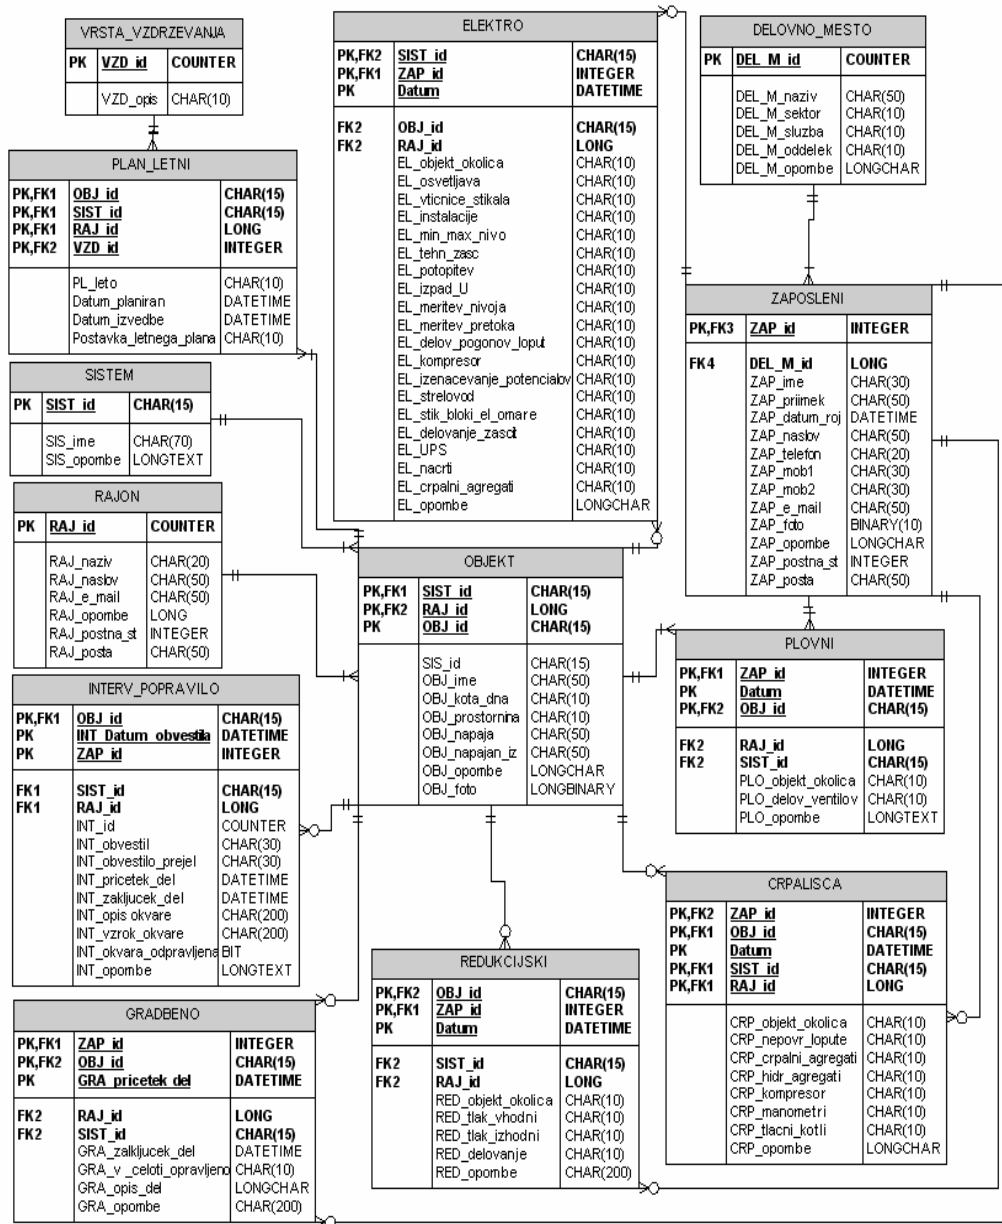 VRSTA_VZDRZEVANJA
PK VZD_id COUNTER
VZD_opis CHAR(10)
PLAN_LETNI
PK,FK1 OBJ_id CHAR(15)
PK,FK1 SIST_id CHAR(15)
PK,FK1 RAJ_id LONG
PK,FK2 VZD_id INTEGER
PL_leto CHAR(10)
Datum_planiran DATETIME
Datum_izvedbe DATETIME
Postavka_letnega_plana CHAR(10)
SISTEM
PK SIST_id CHAR(15)
SIS_ime CHAR(70)
SIS_opombe LONGTEXT
RAJON
PK RAJ_id COUNTER
RAJ_naziv CHAR(20)
RAJ_naslov CHAR(50)
RAJ_e_mail CHAR(50)
RAJ_opombe LONG
RAJ_postna_st INTEGER
RAJ_posta CHAR(50)
INTERV_POPRAVILO
PK,FK1 OBJ_id CHAR(15)
PK INT_Datum_obvestila DATETIME
PK ZAP_id INTEGER
FK1 SIST_id CHAR(15)
FK1 RAJ_id LONG
INT_id COUNTER
INT_obvestil CHAR(30)
INT_obvestilo_prejel CHAR(30)
INT_pricetek_del DATETIME
INT_zakljucek_del DATETIME
INT_opis okvare CHAR(200)
INT_vzrok_okvare CHAR(200)
INT_okvara_odpravljena BIT
INT_opombe LONGTEXT
GRADBENO
PK,FK1 ZAP_id INTEGER
PK,FK2 OBJ_id CHAR(15)
PK GRA_pricetek_del DATETIME
FK2 RAJ_id LONG
FK2 SIST_id CHAR(15)
GRA_zalkljucek_del DATETIME
GRA_v _celoti_opravljeno CHAR(10)
GRA_opis_del LONGCHAR
GRA_opombe CHAR(200)
ELEKTRO
PK,FK2 SIST_id CHAR(15)
PK,FK1 ZAP_id INTEGER
PK Datum DATETIME
FK2 OBJ_id CHAR(15)
FK2 RAJ_id LONG
EL_objekt_okolica CHAR(10)
EL_osvetljava CHAR(10)
EL_vticnice_stikala CHAR(10)
EL_instalacije CHAR(10)
EL_min_max_nivo CHAR(10)
EL_tehn_zasc CHAR(10)
EL_potopitev CHAR(10)
EL_izpad_U CHAR(10)
EL_meritev_nivoja CHAR(10)
EL_meritev_pretoka CHAR(10)
EL_delov_pogonov_loput CHAR(10)
EL_kompresor CHAR(10)
EL_izenacevanje_potencialov CHAR(10)
EL_strelovod CHAR(10)
EL_stik_bloki_el_omare CHAR(10)
EL_delovanje_zascit CHAR(10)
EL_UPS CHAR(10)
EL_nacrti CHAR(10)
EL_crpalni_agregati CHAR(10)
EL_opombe LONGCHAR
OBJEKT
PK,FK1 SIST_id CHAR(15)
PK,FK2 RAJ_id LONG
PK OBJ_id CHAR(15)
SIS_id CHAR(15)
OBJ_ime CHAR(50)
OBJ_kota_dna CHAR(10)
OBJ_prostornina CHAR(10)
OBJ_napaja CHAR(50)
OBJ_napajan_iz CHAR(50)
OBJ_opombe LONGCHAR
OBJ_foto LONGBINARY
REDUKCIJSKI
PK,FK2 OBJ_id CHAR(15)
PK,FK1 ZAP_id INTEGER
PK Datum DATETIME
FK2 SIST_id CHAR(15)
FK2 RAJ_id LONG
RED_objekt_okolica CHAR(10)
RED_tlak_vhodni CHAR(10)
RED_tlak_izhodni CHAR(10)
RED_delovanje CHAR(10)
RED_opombe CHAR(200)
DELOVNO_MESTO
PK DEL_M_id COUNTER
DEL_M_naziv CHAR(50)
DEL_M_sektor CHAR(10)
DEL_M_sluzba CHAR(10)
DEL_M_oddelek CHAR(10)
DEL_M_opombe LONGCHAR
ZAPOSLENI
PK,FK3 ZAP_id INTEGER
FK4 DEL_M_id LONG
ZAP_ime CHAR(30)
ZAP_priimek CHAR(50)
ZAP_datum_roj DATETIME
ZAP_naslov CHAR(50)
ZAP_telefon CHAR(20)
ZAP_mob1 CHAR(30)
ZAP_mob2 CHAR(30)
ZAP_e_mail CHAR(50)
ZAP_foto BINARY(10)
ZAP_opombe LONGCHAR
ZAP_postna_st INTEGER
ZAP_posta CHAR(50)
PLOVNI
PK,FK1 ZAP_id INTEGER
PK Datum DATETIME
PK,FK2 OBJ_id CHAR(15)
FK2 RAJ_id LONG
FK2 SIST_id CHAR(15)
PLO_objekt_okolica CHAR(10)
PLO_delov_ventilov CHAR(10)
PLO_opombe LONGTEXT
CRPALISCA
PK,FK2 ZAP_id INTEGER
PK,FK1 OBJ_id CHAR(15)
PK Datum DATETIME
PK,FK1 SIST_id CHAR(15)
PK,FK1 RAJ_id LONG
CRP_objekt_okolica CHAR(10)
CRP_nepovr_lopute CHAR(10)
CRP_crpalni_agregati CHAR(10)
CRP_hidr_agregati CHAR(10)
CRP_kompresor CHAR(10)
CRP_manometri CHAR(10)
CRP_tlacni_kotli CHAR(10)
CRP_opombe LONGCHAR